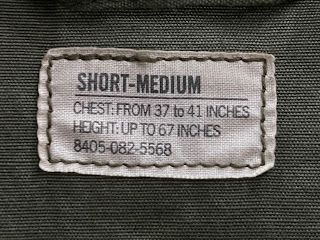 SHORT-MEDIUM
CHEST: FROM 37 to 41 INCHES
HEIGHT: UP TO 67 INCHES
8405-082-5568